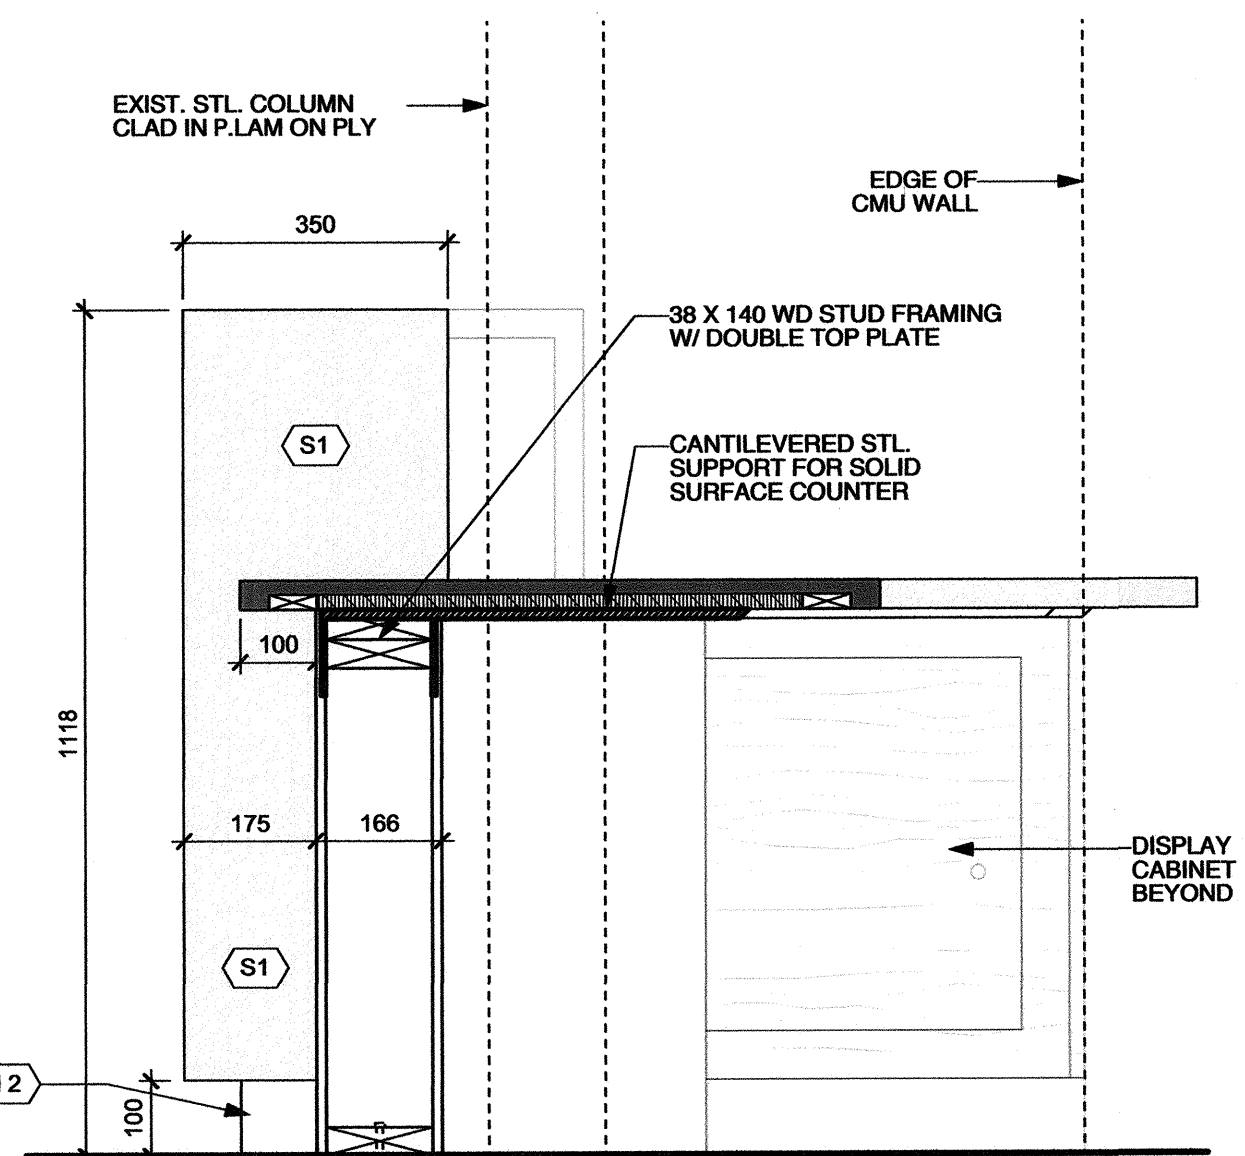 EXIST. STL. COLUMN
CLAD IN P.LAM ON PLY
EDGE OF
CMU WALL
350
38 X 140 WD STUD FRAMING
W/ DOUBLE TOP PLATE
S1
CANTILEVERED STL.
SUPPORT FOR SOLID
SURFACE COUNTER
100
1118
175
166
DISPLAY
CABINET
BEYOND
S1
2
100